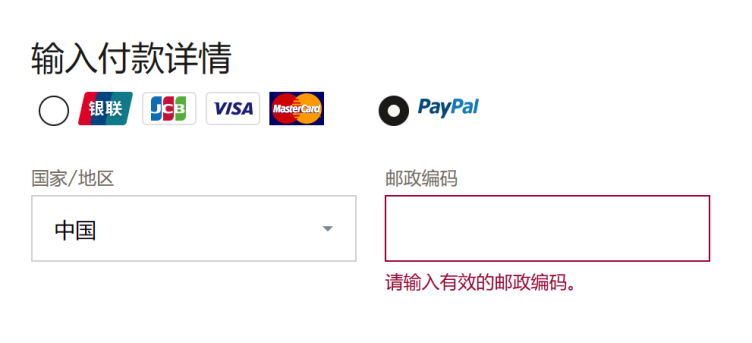 输入付款详情
银联 JCB VISA MasterCard PayPal
国家/地区 邮政编码
中国
请输入有效的邮政编码。